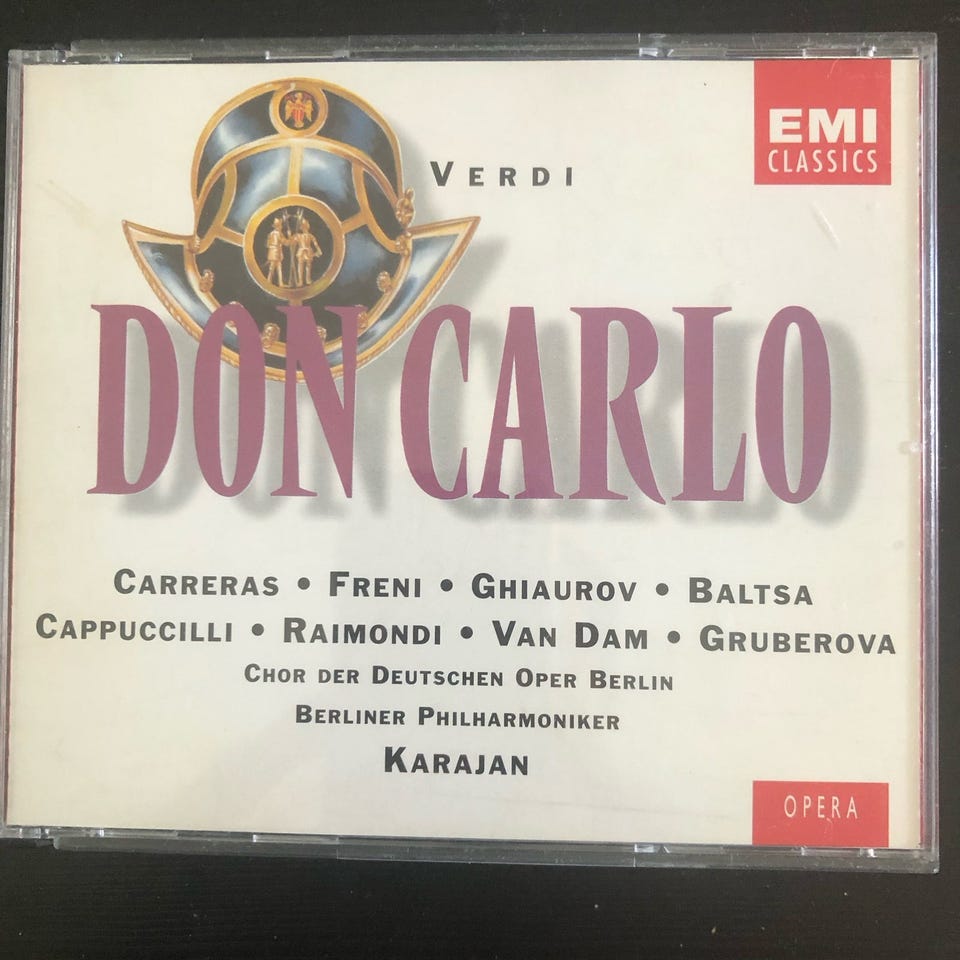 EMI
CLASSICS
VERDI
DON CARLO
CARRERAS • FRENI • GHIAUROV • BALTSA
CAPPUCCILLI • RAIMONDI • VAN DAM • GRUBEROVA
CHOR DER DEUTSCHEN OPER BERLIN
BERLINER PHILHARMONIKER
KARAJAN
OPERA